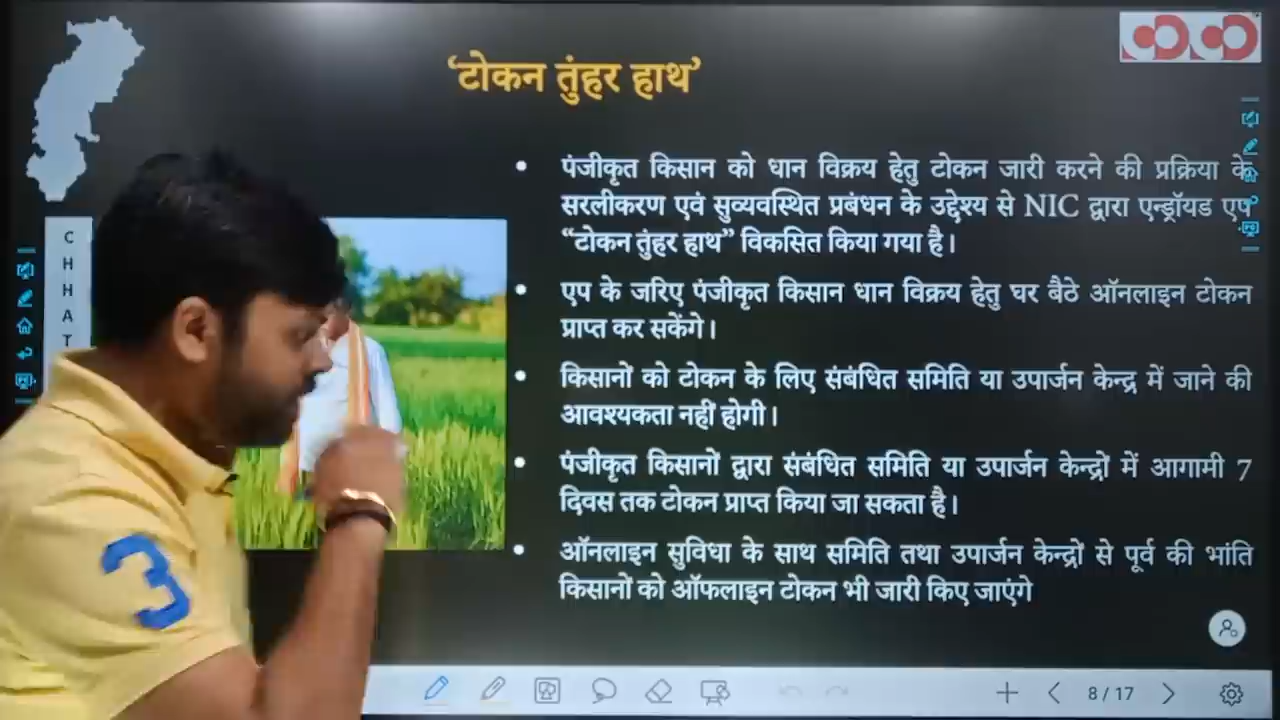 ‘टोकन तुंहर हाथ’
C
H
H
A
T
• पंजीकृत किसान को धान विक्रय हेतु टोकन जारी करने की प्रक्रिया के
सरलीकरण एवं सुव्यवस्थित प्रबंधन के उद्देश्य से NIC द्वारा एन्ड्रॉयड एप
“टोकन तुंहर हाथ” विकसित किया गया है।
• एप के जरिए पंजीकृत किसान धान विक्रय हेतु घर बैठे ऑनलाइन टोकन
प्राप्त कर सकेंगे।
• किसानों को टोकन के लिए संबंधित समिति या उपार्जन केन्द्र में जाने की
आवश्यकता नहीं होगी।
• पंजीकृत किसानों द्वारा संबंधित समिति या उपार्जन केन्द्रों में आगामी 7
दिवस तक टोकन प्राप्त किया जा सकता है।
• ऑनलाइन सुविधा के साथ समिति तथा उपार्जन केन्द्रों से पूर्व की भांति
किसानों को ऑफलाइन टोकन भी जारी किए जाएंगे
3
8 / 17